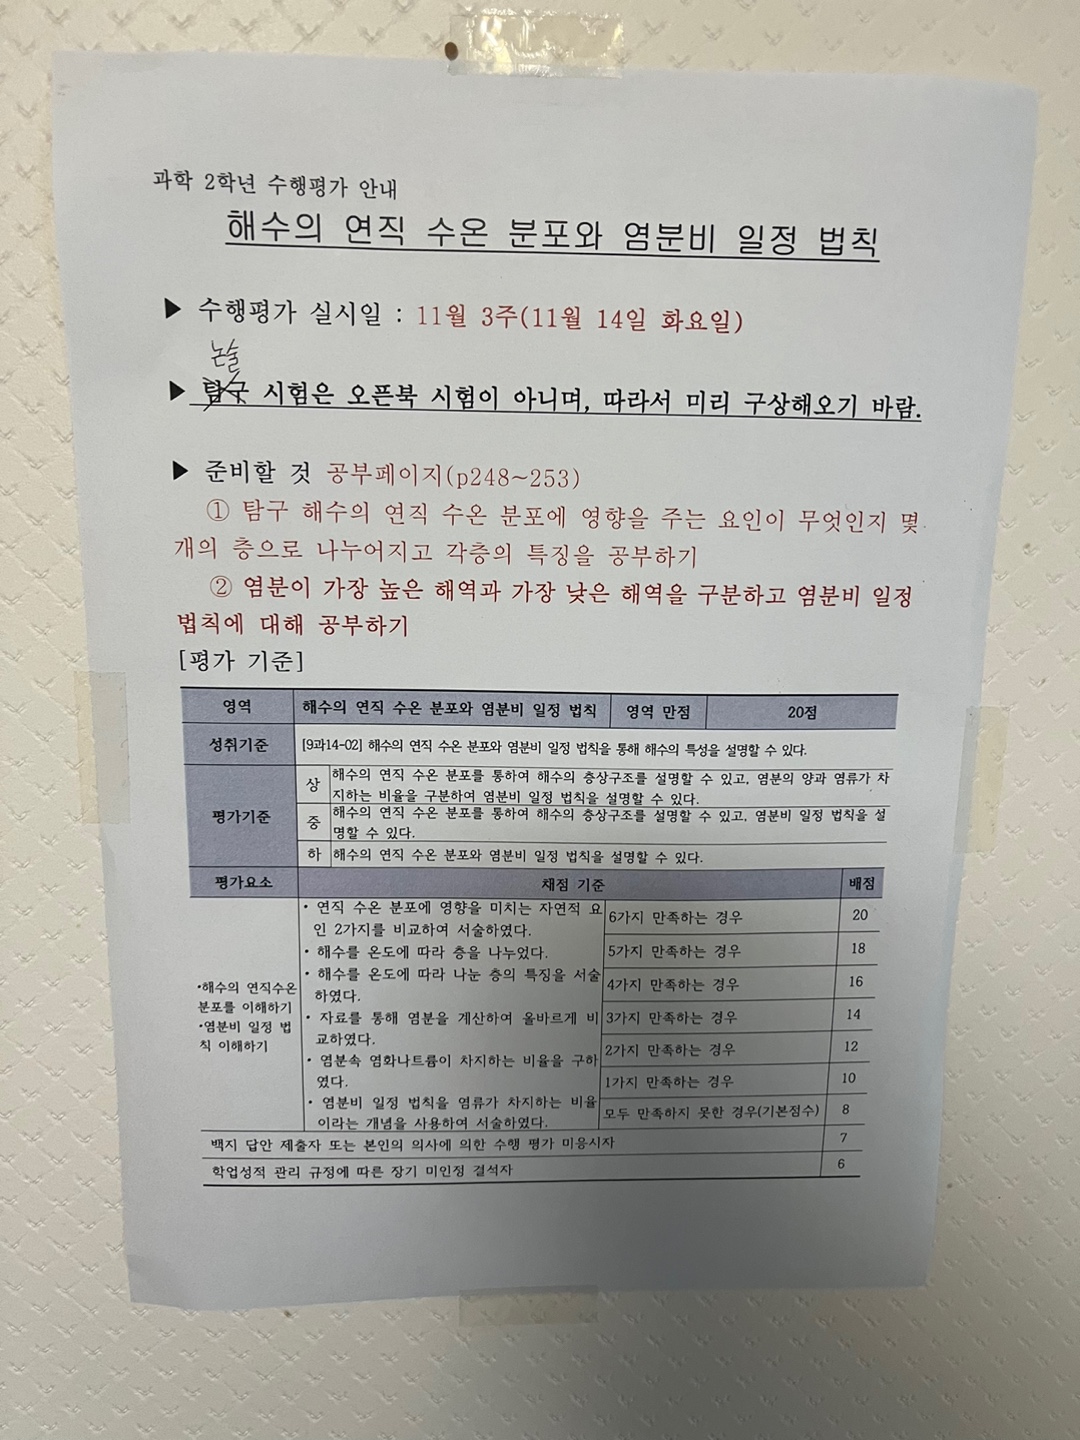 과학 2학년 수행평가 안내
해수의 연직 수온 분포와 염분비 일정 법칙
▶ 수행평가 실시일 : 11월 3주(11월 14일 화요일)
논술
▶ 탐구 시험은 오픈북 시험이 아니며, 따라서 미리 구상해오기 바람.
▶ 준비할 것 공부페이지(p248~253)
① 탐구 해수의 연직 수온 분포에 영향을 주는 요인이 무엇인지 몇
개의 층으로 나누어지고 각층의 특징을 공부하기
② 염분이 가장 높은 해역과 가장 낮은 해역을 구분하고 염분비 일정
법칙에 대해 공부하기
[평가 기준]
영역 해수의 연직 수온 분포와 염분비 일정 법칙 영역 만점 20점
성취기준 [9과14-02] 해수의 연직 수온 분포와 염분비 일정 법칙을 통해 해수의 특성을 설명할 수 있다.
평가기준
상 해수의 연직 수온 분포를 통하여 해수의 층상구조를 설명할 수 있고, 염분의 양과 염류가 차
지하는 비율을 구분하여 염분비 일정 법칙을 설명할 수 있다.
중 해수의 연직 수온 분포를 통하여 해수의 층상구조를 설명할 수 있고, 염분비 일정 법칙을 설
명할 수 있다.
하 해수의 연직 수온 분포와 염분비 일정 법칙을 설명할 수 있다.
평가요소 채점 기준 배점
•해수의 연직수온
분포를 이해하기
•염분비 일정 법
칙 이해하기
• 연직 수온 분포에 영향을 미치는 자연적 요
인 2가지를 비교하여 서술하였다.
• 해수를 온도에 따라 층을 나누었다.
• 해수를 온도에 따라 나눈 층의 특징을 서술
하였다.
• 자료를 통해 염분을 계산하여 올바르게 비
교하였다.
• 염분속 염화나트륨이 차지하는 비율을 구하
였다.
• 염분비 일정 법칙을 염류가 차지하는 비율
이라는 개념을 사용하여 서술하였다.
6가지 만족하는 경우 20
5가지 만족하는 경우 18
4가지 만족하는 경우 16
3가지 만족하는 경우 14
2가지 만족하는 경우 12
1가지 만족하는 경우 10
모두 만족하지 못한 경우(기본점수) 8
백지 답안 제출자 또는 본인의 의사에 의한 수행 평가 미응시자 7
학업성적 관리 규정에 따른 장기 미인정 결석자 6